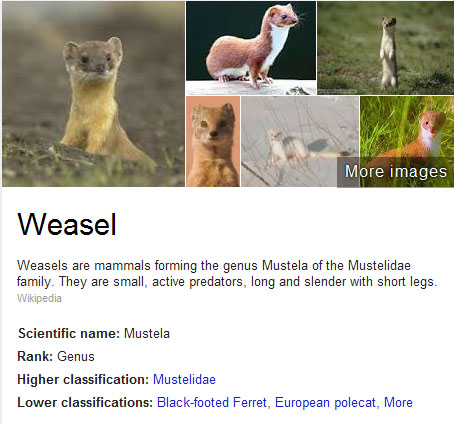 More images
Weasel
Weasels are mammals forming the genus Mustela of the Mustelidae
family. They are small, active predators, long and slender with short legs.
Wikipedia
Scientific name: Mustela
Rank: Genus
Higher classification: Mustelidae
Lower classifications: Black-footed Ferret, European polecat, More